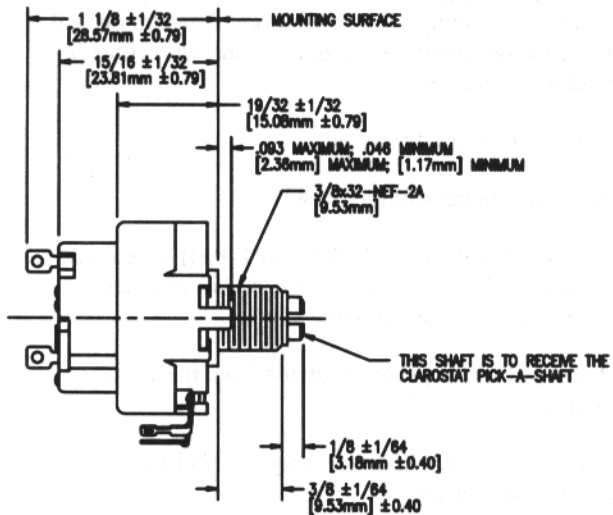 1 1/8 ±1/32
[28.57mm ±0.79]
MOUNTING SURFACE
15/16 ±1/32
[23.81mm ±0.79]
19/32 ±1/32
[15.08mm ±0.79]
.093 MAXIMUM; .046 MINIMUM
[2.36mm] MAXIMUM; [1.17mm] MINIMUM
3/8x32-NEF-2A
[9.53mm]
THIS SHAFT IS TO RECEIVE THE
CLAROSTAT PICK-A-SHAFT
1/8 ±1/64
[3.18mm ±0.40]
3/8 ±1/64
[9.53mm] ±0.40